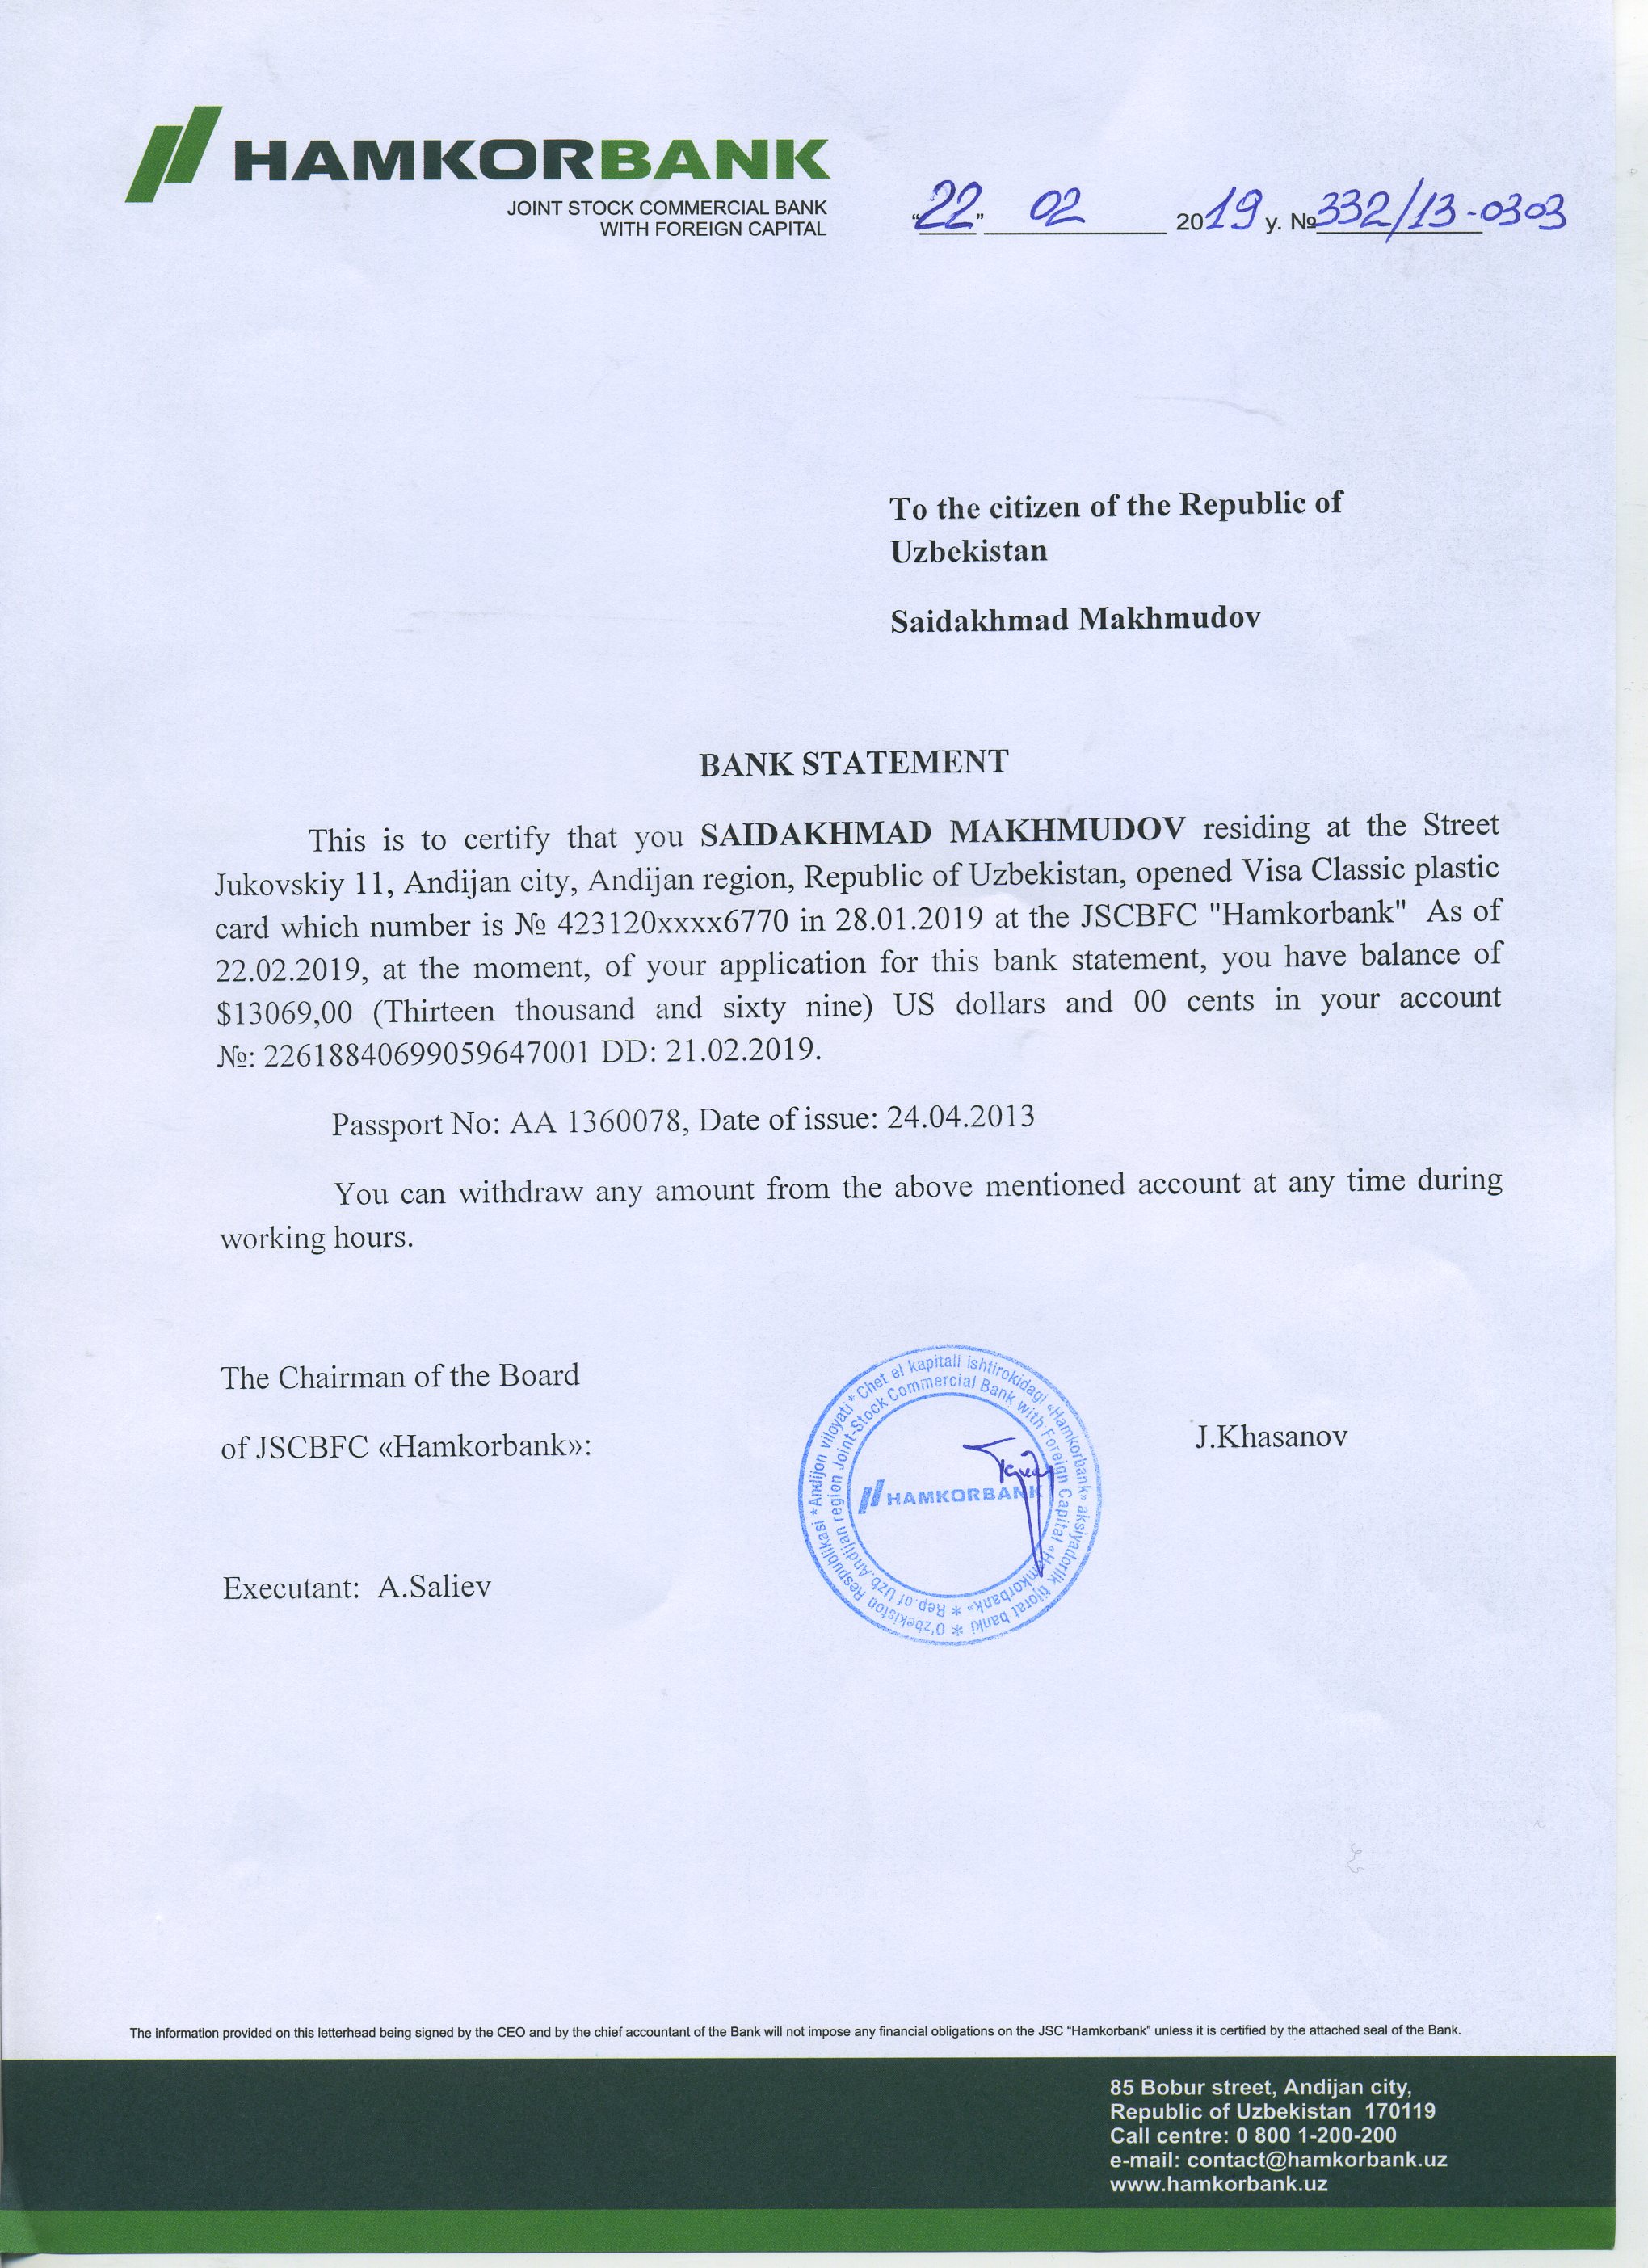 HAMKORBANK
JOINT STOCK COMMERCIAL BANK
WITH FOREIGN CAPITAL
“22” 02 2019 y. №332/13-0303
To the citizen of the Republic of
Uzbekistan
Saidakhmad Makhmudov
BANK STATEMENT
This is to certify that you SAIDAKHMAD MAKHMUDOV residing at the Street
Jukovskiy 11, Andijan city, Andijan region, Republic of Uzbekistan, opened Visa Classic plastic
card which number is № 423120xxxx6770 in 28.01.2019 at the JSCBFC "Hamkorbank" As of
22.02.2019, at the moment, of your application for this bank statement, you have balance of
$13069,00 (Thirteen thousand and sixty nine) US dollars and 00 cents in your account
№: 22618840699059647001 DD: 21.02.2019.
Passport No: AA 1360078, Date of issue: 24.04.2013
You can withdraw any amount from the above mentioned account at any time during
working hours.
The Chairman of the Board
of JSCBFC «Hamkorbank»:
J.Khasanov
O'zbekiston Respublikasi * Andijon viloyati * Chet el kapitali ishtirokidagi «Hamkorbank» aksiyadorlik tijorat banki *
Rep.of Uzb.Andijan region Joint-Stock Commercial Bank with Foreign Capital «Hamkorbank» *
HAMKORBANK
Executant: A.Saliev
The information provided on this letterhead being signed by the CEO and by the chief accountant of the Bank will not impose any financial obligations on the JSC “Hamkorbank” unless it is certified by the attached seal of the Bank.
85 Bobur street, Andijan city,
Republic of Uzbekistan 170119
Call centre: 0 800 1-200-200
e-mail: contact@hamkorbank.uz
www.hamkorbank.uz